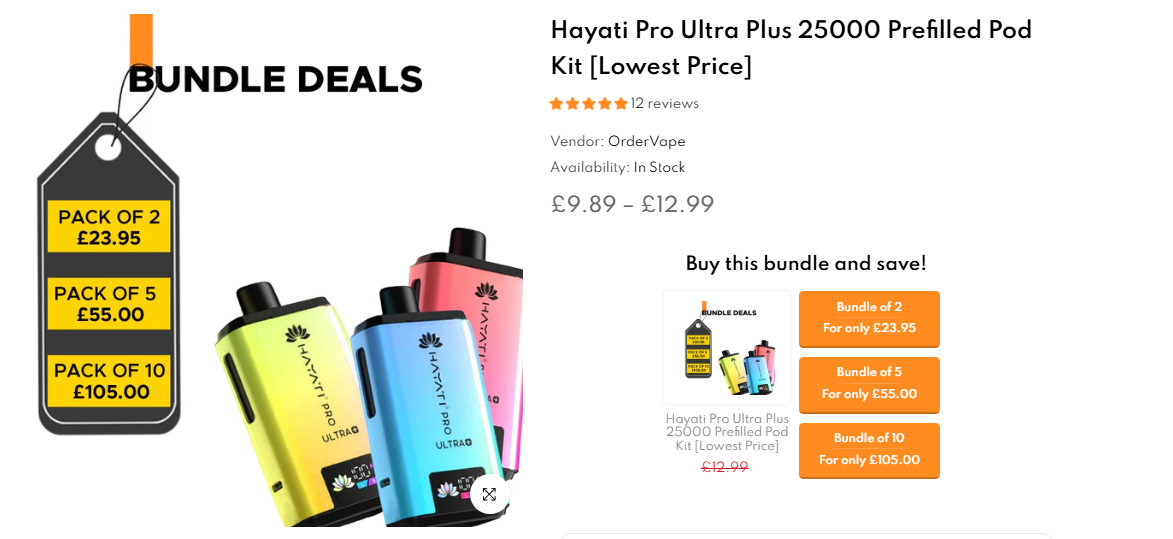 BUNDLE DEALS
PACK OF 2
£23.95
PACK OF 5
£55.00
PACK OF 10
£105.00
HAYATI PRO
ULTRA+
HAYATI PRO
ULTRA+
HAYATI
Hayati Pro Ultra Plus 25000 Prefilled Pod
Kit [Lowest Price]
12 reviews
Vendor: OrderVape
Availability: In Stock
£9.89 – £12.99
Buy this bundle and save!
BUNDLE DEALS
Hayati Pro Ultra Plus
25000 Prefilled Pod
Kit [Lowest Price]
£12.99
Bundle of 2
For only £23.95
Bundle of 5
For only £55.00
Bundle of 10
For only £105.00